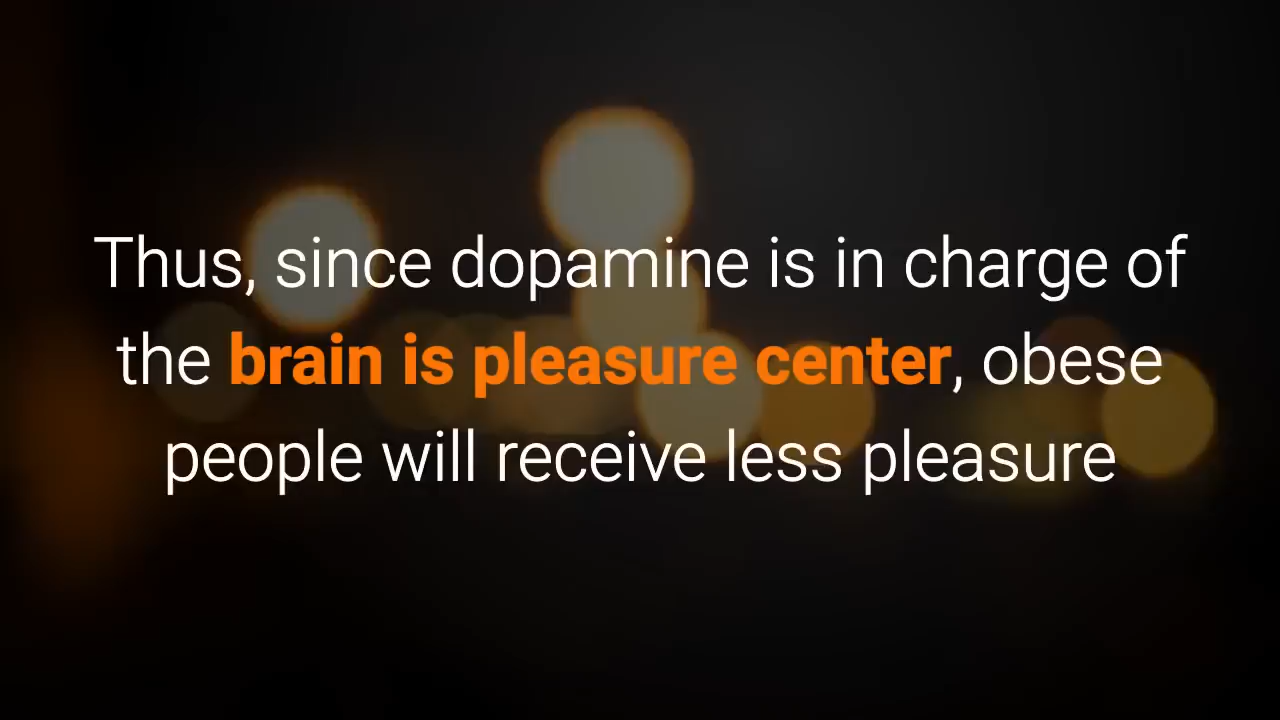 Thus, since dopamine is in charge of
the brain is pleasure center, obese
people will receive less pleasure